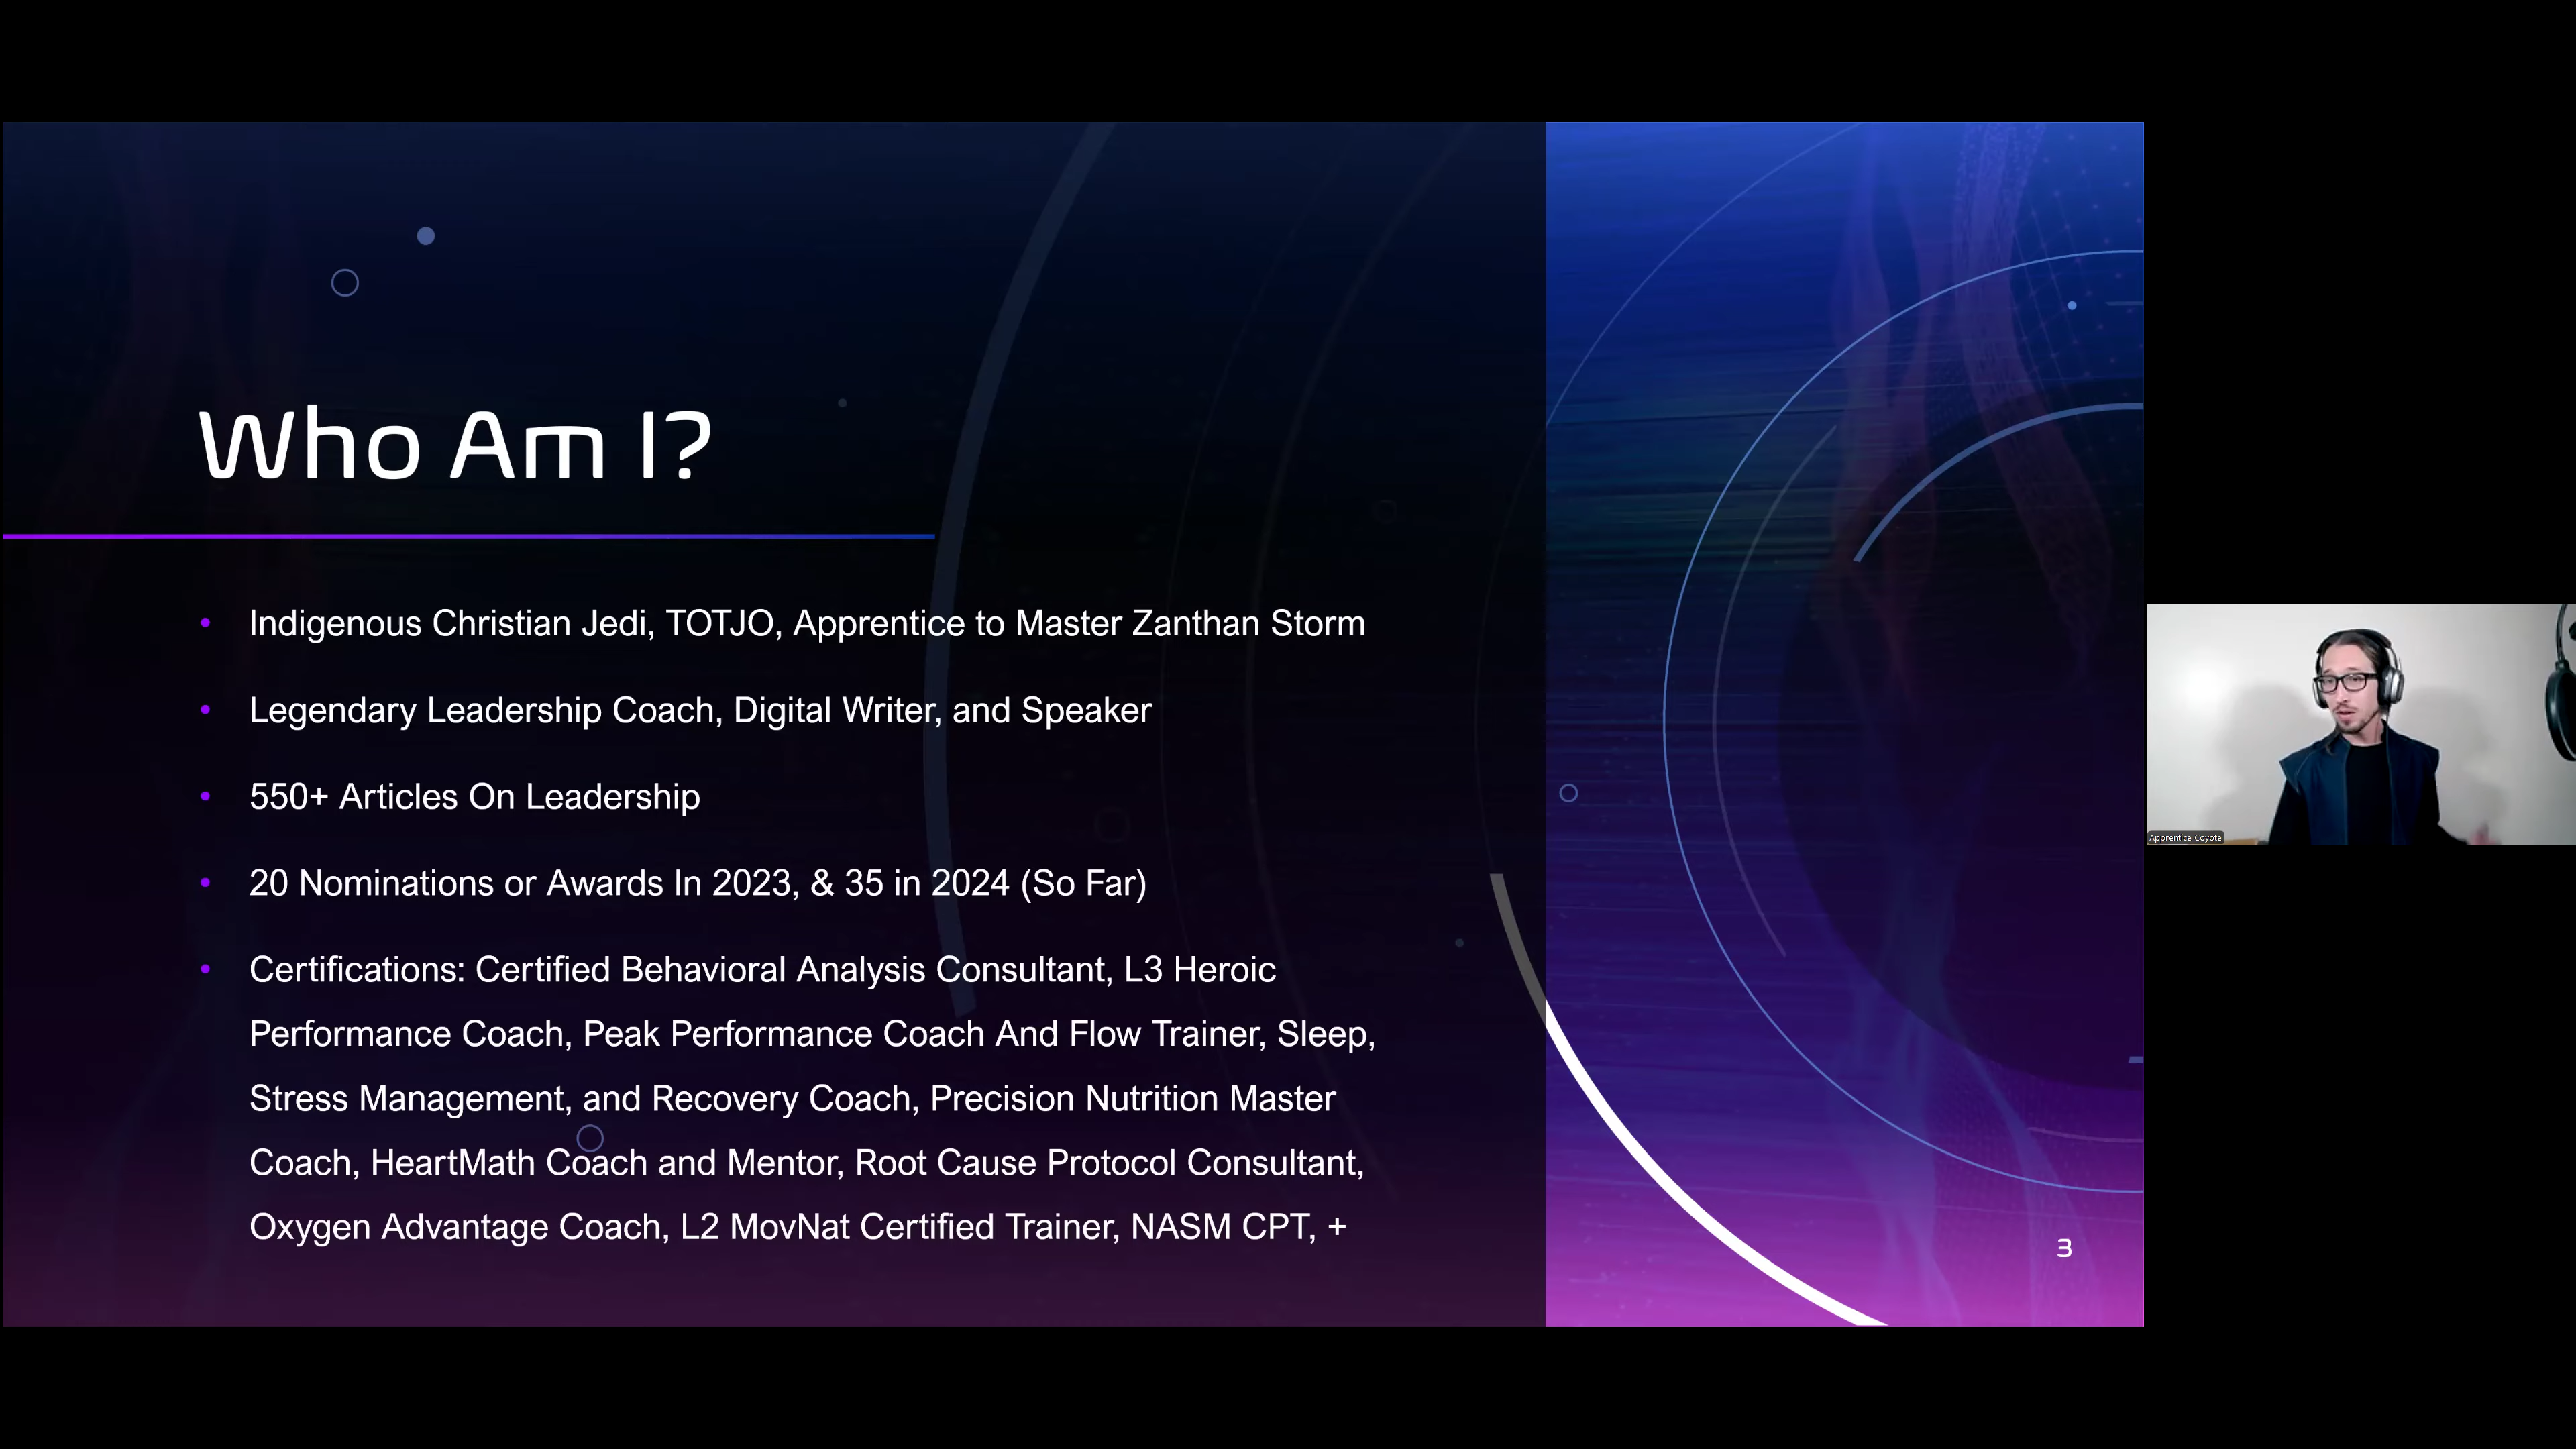 Who Am I?
• Indigenous Christian Jedi, TOTJO, Apprentice to Master Zanthan Storm
• Legendary Leadership Coach, Digital Writer, and Speaker
• 550+ Articles On Leadership
• 20 Nominations or Awards In 2023, & 35 in 2024 (So Far)
• Certifications: Certified Behavioral Analysis Consultant, L3 Heroic
Performance Coach, Peak Performance Coach And Flow Trainer, Sleep,
Stress Management, and Recovery Coach, Precision Nutrition Master
Coach, HeartMath Coach and Mentor, Root Cause Protocol Consultant,
Oxygen Advantage Coach, L2 MovNat Certified Trainer, NASM CPT, +
3
Apprentice Coyote